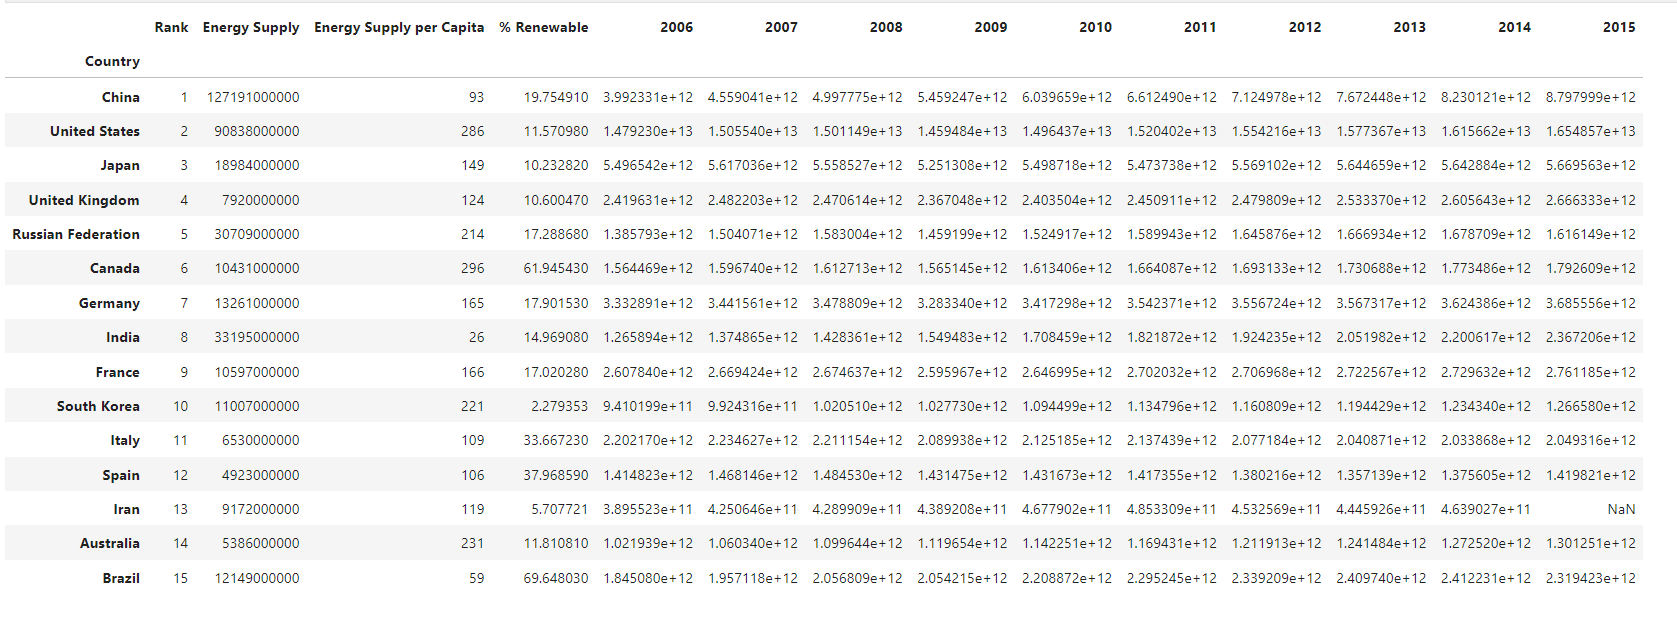 Rank Energy Supply Energy Supply per Capita % Renewable 2006 2007 2008 2009 2010 2011 2012 2013 2014 2015
Country
China 1 127191000000 93 19.754910 3.992331e+12 4.559041e+12 4.997775e+12 5.459247e+12 6.039659e+12 6.612490e+12 7.124978e+12 7.672448e+12 8.230121e+12 8.797999e+12
United States 2 90838000000 286 11.570980 1.479230e+13 1.505540e+13 1.501149e+13 1.459484e+13 1.496437e+13 1.520402e+13 1.554216e+13 1.577367e+13 1.615662e+13 1.654857e+13
Japan 3 18984000000 149 10.232820 5.496542e+12 5.617036e+12 5.558527e+12 5.251308e+12 5.498718e+12 5.473738e+12 5.569102e+12 5.644659e+12 5.642884e+12 5.669563e+12
United Kingdom 4 7920000000 124 10.600470 2.419631e+12 2.482203e+12 2.470614e+12 2.367048e+12 2.403504e+12 2.450911e+12 2.479809e+12 2.533370e+12 2.605643e+12 2.666333e+12
Russian Federation 5 30709000000 214 17.288680 1.385793e+12 1.504071e+12 1.583004e+12 1.459199e+12 1.524917e+12 1.589943e+12 1.645876e+12 1.666934e+12 1.678709e+12 1.616149e+12
Canada 6 10431000000 296 61.945430 1.564469e+12 1.596740e+12 1.612713e+12 1.565145e+12 1.613406e+12 1.664087e+12 1.693133e+12 1.730688e+12 1.773486e+12 1.792609e+12
Germany 7 13261000000 165 17.901530 3.332891e+12 3.441561e+12 3.478809e+12 3.283340e+12 3.417298e+12 3.542371e+12 3.556724e+12 3.567317e+12 3.624386e+12 3.685556e+12
India 8 33195000000 26 14.969080 1.265894e+12 1.374865e+12 1.428361e+12 1.549483e+12 1.708459e+12 1.821872e+12 1.924235e+12 2.051982e+12 2.200617e+12 2.367206e+12
France 9 10597000000 166 17.020280 2.607840e+12 2.669424e+12 2.674637e+12 2.595967e+12 2.646995e+12 2.702032e+12 2.706968e+12 2.722567e+12 2.729632e+12 2.761185e+12
South Korea 10 11007000000 221 2.279353 9.410199e+11 9.924316e+11 1.020510e+12 1.027730e+12 1.094499e+12 1.134796e+12 1.160809e+12 1.194429e+12 1.234340e+12 1.266580e+12
Italy 11 6530000000 109 33.667230 2.202170e+12 2.234627e+12 2.211154e+12 2.089938e+12 2.125185e+12 2.137439e+12 2.077184e+12 2.040871e+12 2.033868e+12 2.049316e+12
Spain 12 4923000000 106 37.968590 1.414823e+12 1.468146e+12 1.484530e+12 1.431475e+12 1.431673e+12 1.417355e+12 1.380216e+12 1.357139e+12 1.375605e+12 1.419821e+12
Iran 13 9172000000 119 5.707721 3.895523e+11 4.250646e+11 4.289909e+11 4.389208e+11 4.677902e+11 4.853309e+11 4.532569e+11 4.445926e+11 4.639027e+11 NaN
Australia 14 5386000000 231 11.810810 1.021939e+12 1.060340e+12 1.099644e+12 1.119654e+12 1.142251e+12 1.169431e+12 1.211913e+12 1.241484e+12 1.272520e+12 1.301251e+12
Brazil 15 12149000000 59 69.648030 1.845080e+12 1.957118e+12 2.056809e+12 2.054215e+12 2.208872e+12 2.295245e+12 2.339209e+12 2.409740e+12 2.412231e+12 2.319423e+12